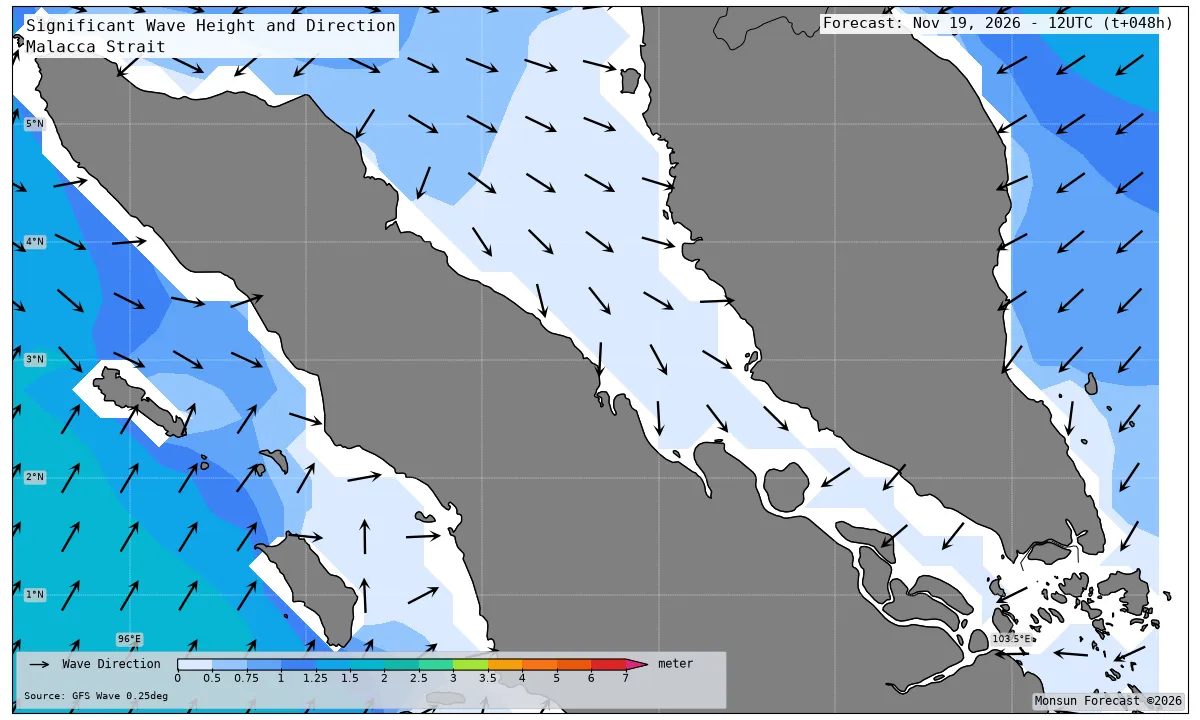 Significant Wave Height and Direction
Malacca Strait
Forecast: Nov 19, 2026 - 12UTC (t+048h)
5°N
4°N
3°N
2°N
1°N
96°E
103.5°E
Wave Direction
0 0.5 0.75 1 1.25 1.5 2 2.5 3 3.5 4 5 6 7
meter
Source: GFS Wave 0.25deg
Monsun Forecast ©2026